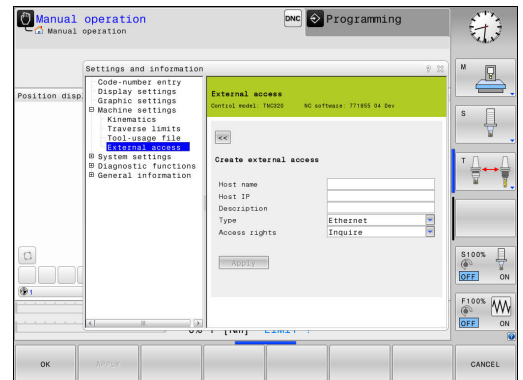 Manual operation
Manual operation
DNC
Programming
Settings and information
Position disp
Code-number entry
Display settings
Graphic settings
Machine settings
Kinematics
Traverse limits
Tool-usage file
External access
System settings
Diagnostic functions
General information
External access
Control model: TNC320 NC software: 771855 04 Dev
<<
Create external access
Host name
Host IP
Description
Type Ethernet
Access rights Inquire
Apply
M
S
T
S100%
OFF ON
F100%
OFF ON
1
0%
LIMIT 1
OK
APPLY
CANCEL